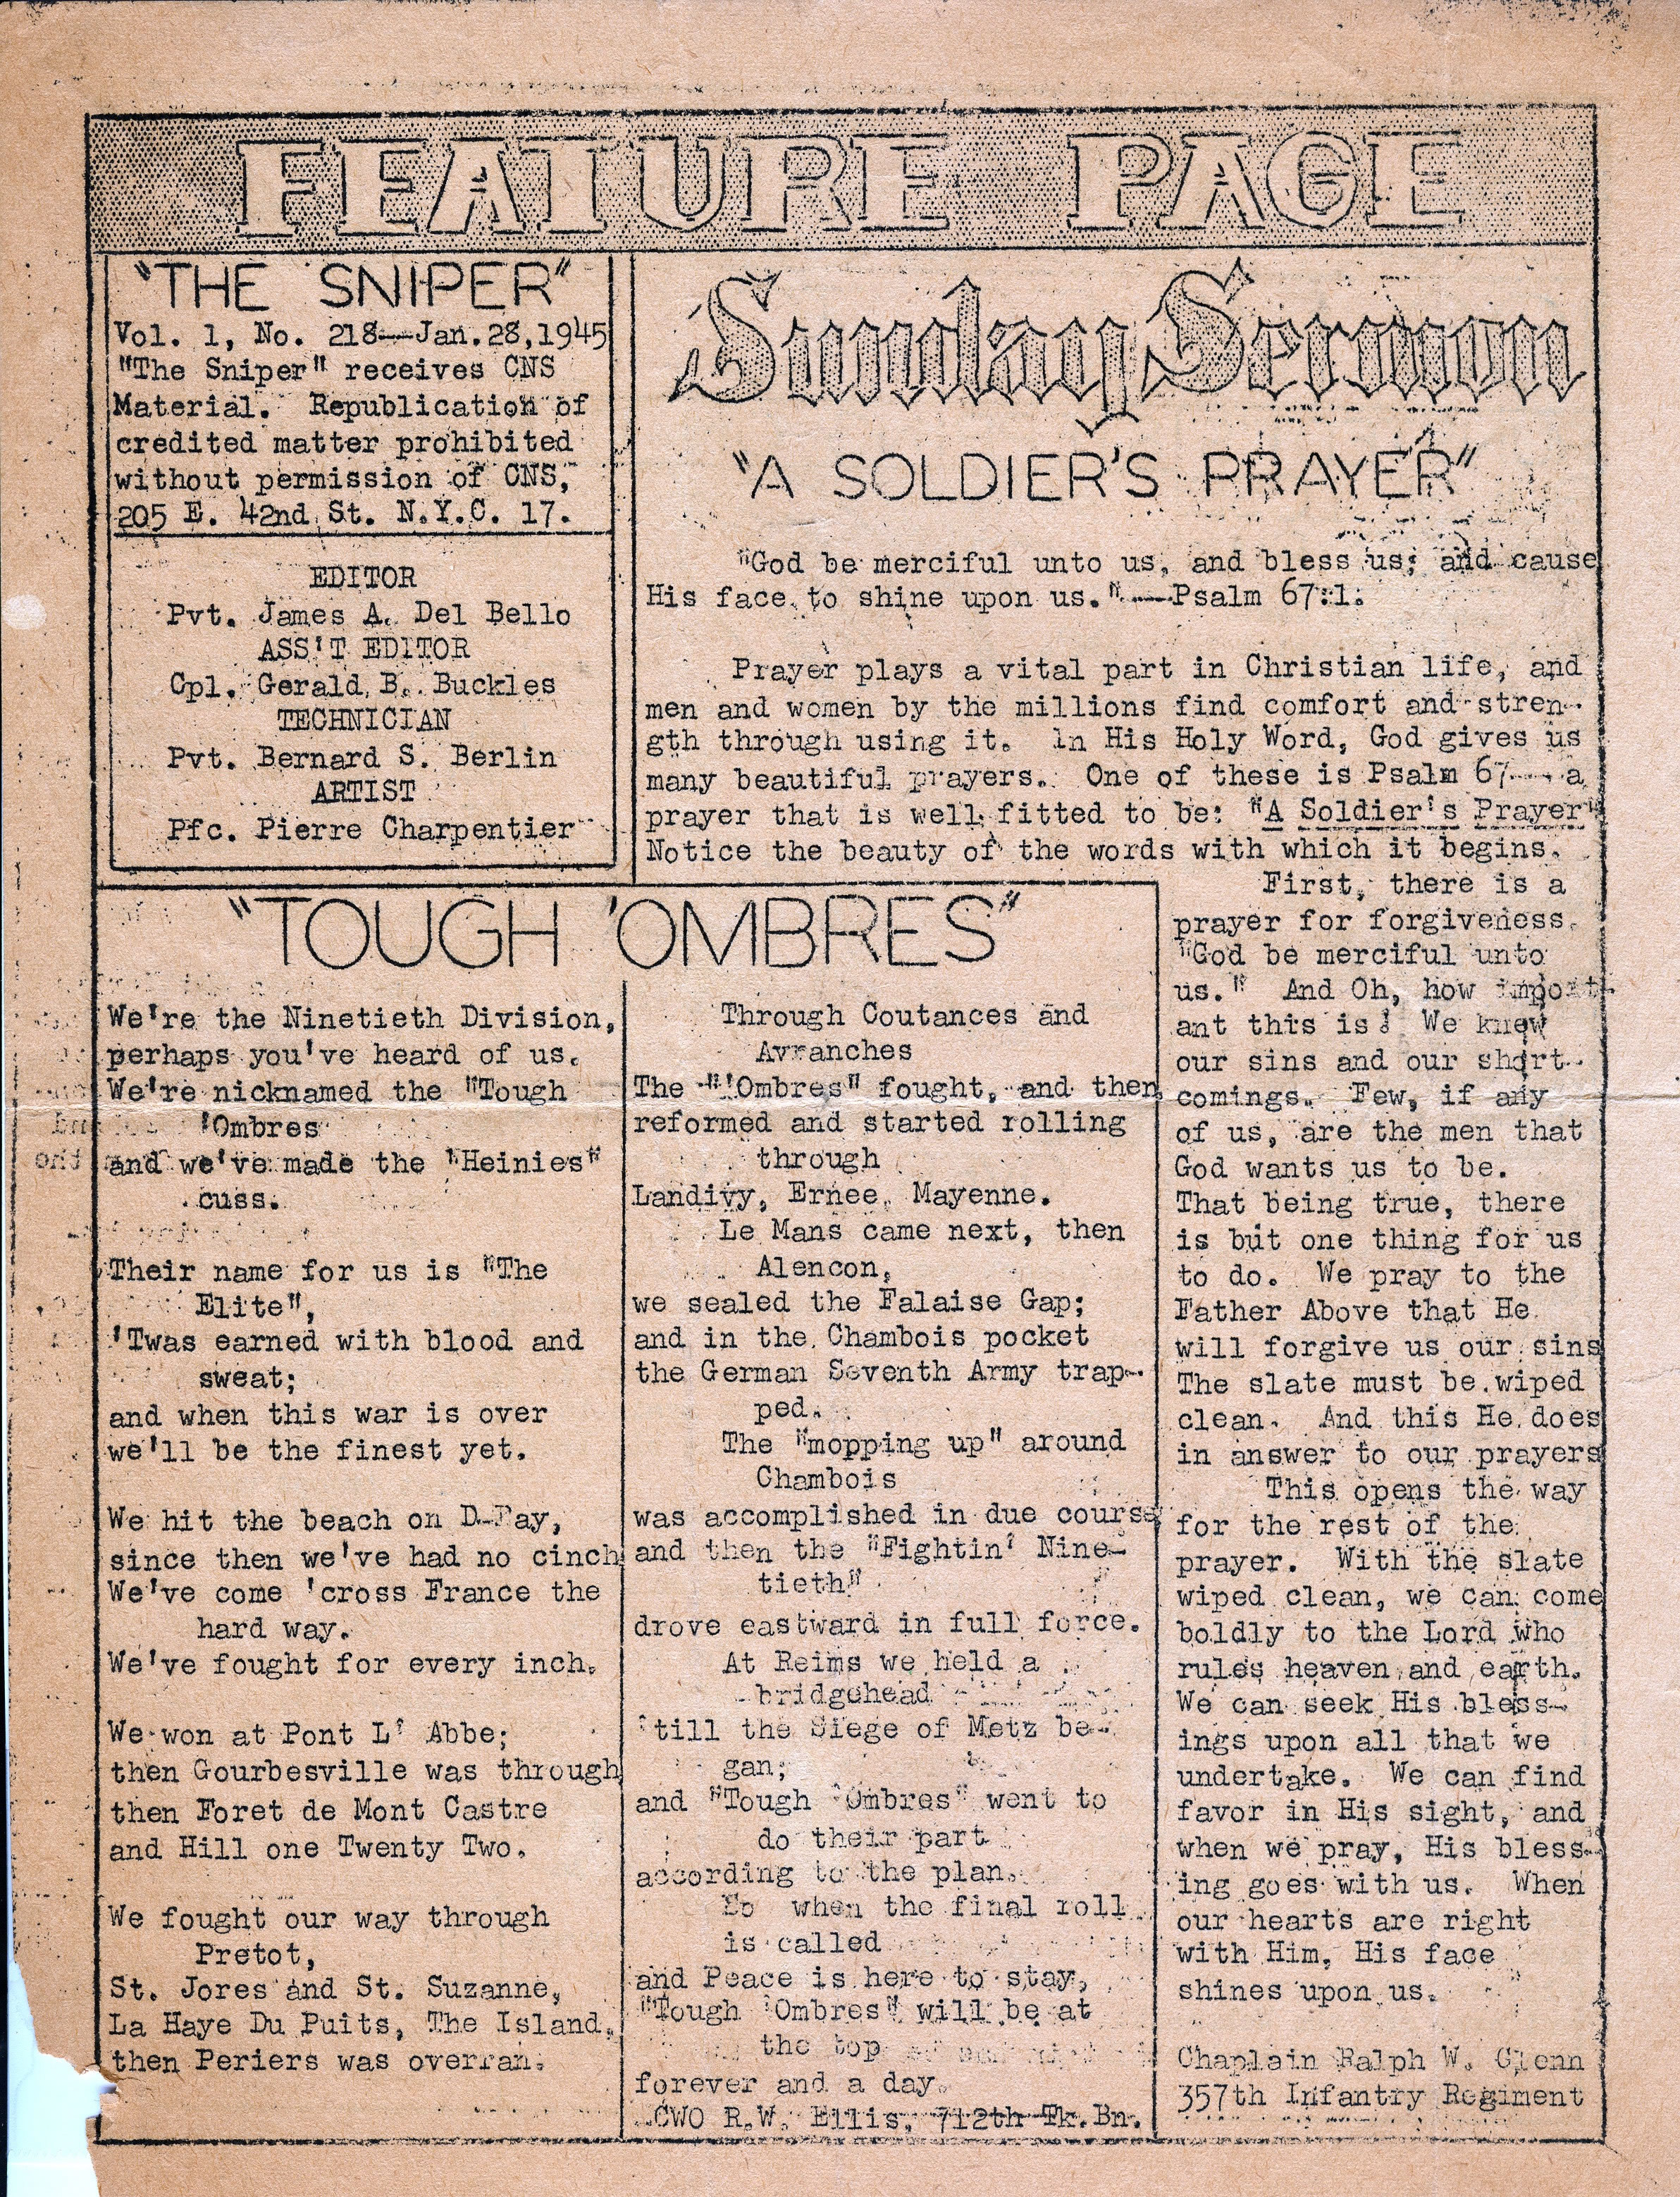 FEATURE PAGE
"THE SNIPER"
Vol. 1, No. 218--Jan.28,1945
"The Sniper" receives CNS
Material. Republication of
credited matter prohibited
without permission of CNS,
205 E. 42nd St. N.Y.C. 17.
EDITOR
Pvt. James A. Del Bello
ASS'T EDITOR
Cpl. Gerald B. Buckles
TECHNICIAN
Pvt. Bernard S. Berlin
ARTIST
Pfc. Pierre Charpentier
Sunday Sermon
"A SOLDIER'S PRAYER"
"God be merciful unto us, and bless us; and cause
His face to shine upon us."--Psalm 67:1.
Prayer plays a vital part in Christian life, and
men and women by the millions find comfort and stren-
gth through using it. In His Holy Word, God gives us
many beautiful prayers. One of these is Psalm 67-- a
prayer that is well fitted to be: "A Soldier's Prayer"
Notice the beauty of the words with which it begins.
First, there is a
prayer for forgiveness.
"God be merciful unto
us." And Oh, how import-
ant this is! We knew
our sins and our short-
comings. Few, if any
of us, are the men that
God wants us to be.
That being true, there
is but one thing for us
to do. We pray to the
Father Above that He
will forgive us our sins
The slate must be wiped
clean. And this He does
in answer to our prayers
This opens the way
for the rest of the
prayer. With the slate
wiped clean, we can come
boldly to the Lord who
rules heaven and earth.
We can seek His bless-
ings upon all that we
undertake. We can find
favor in His sight, and
when we pray, His bless-
ing goes with us. When
our hearts are right
with Him, His face
shines upon us.
Chaplain Ralph W. Glenn
357th Infantry Regiment
"TOUGH 'OMBRES"
We're the Ninetieth Division,
perhaps you've heard of us.
We're nicknamed the "Tough
'Ombres
and we've made the "Heinies"
cuss.
Their name for us is "The
Elite",
'Twas earned with blood and
sweat;
and when this war is over
we'll be the finest yet.
We hit the beach on D-Day,
since then we've had no cinch
We've come 'cross France the
hard way.
We've fought for every inch.
We won at Pont L' Abbe;
then Gourbesville was through
then Foret de Mont Castre
and Hill one Twenty Two.
We fought our way through
Pretot,
St. Jores and St. Suzanne,
La Haye Du Puits, The Island,
then Periers was overran.
Through Coutances and
Avranches
The "'Ombres" fought, and then
reformed and started rolling
through
Landivy, Ernee, Mayenne.
Le Mans came next, then
Alencon,
we sealed the Falaise Gap;
and in the Chambois pocket
the German Seventh Army trap-
ped.
The "mopping up" around
Chambois
was accomplished in due course
and then the "Fightin' Nine-
tieth"
drove eastward in full force.
At Reims we held a
bridgehead
'till the Siege of Metz be-
gan;
and "Tough 'Ombres" went to
do their part
according to the plan.
So when the final roll
is called
and Peace is here to stay,
"Tough 'Ombres" will be at
the top
forever and a day.
CWO R.W. Ellis, 712th Tk.Bn.